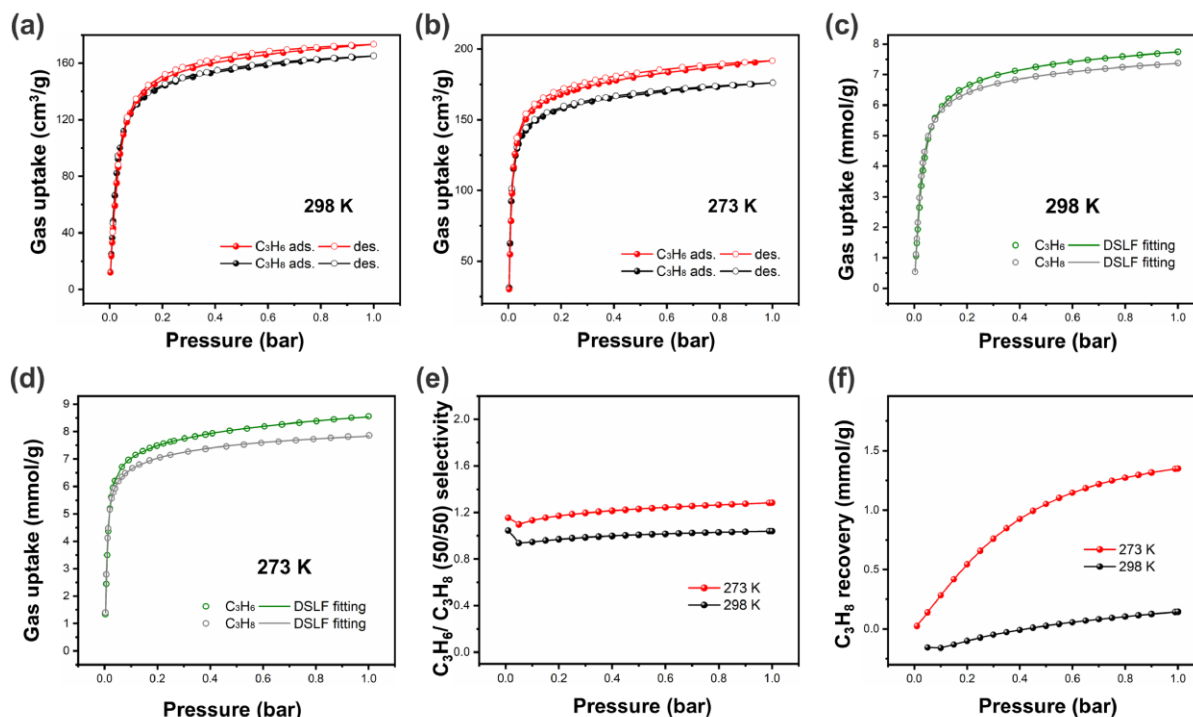 (a)
Gas uptake (cm³/g)
160
120
80
40
0
298 K
C₃H₆ ads. des.
C₃H₈ ads. des.
0.0 0.2 0.4 0.6 0.8 1.0
Pressure (bar)
(b)
Gas uptake (cm³/g)
200
150
100
50
273 K
C₃H₆ ads. des.
C₃H₈ ads. des.
0.0 0.2 0.4 0.6 0.8 1.0
Pressure (bar)
(c)
Gas uptake (mmol/g)
8
7
6
5
4
3
2
1
0
298 K
C₃H₆ DSLF fitting
C₃H₈ DSLF fitting
0.0 0.2 0.4 0.6 0.8 1.0
Pressure (bar)
(d)
Gas uptake (mmol/g)
9
8
7
6
5
4
3
2
1
0
273 K
C₃H₆ DSLF fitting
C₃H₈ DSLF fitting
0.0 0.2 0.4 0.6 0.8 1.0
Pressure (bar)
(e)
C₃H₆/ C₃H₈ (50/50) selectivity
2.0
1.6
1.2
0.8
0.4
0.0
273 K
298 K
0.0 0.2 0.4 0.6 0.8 1.0
Pressure (bar)
(f)
C₃H₈ recovery (mmol/g)
1.5
1.0
0.5
0.0
273 K
298 K
0.0 0.2 0.4 0.6 0.8 1.0
Pressure (bar)